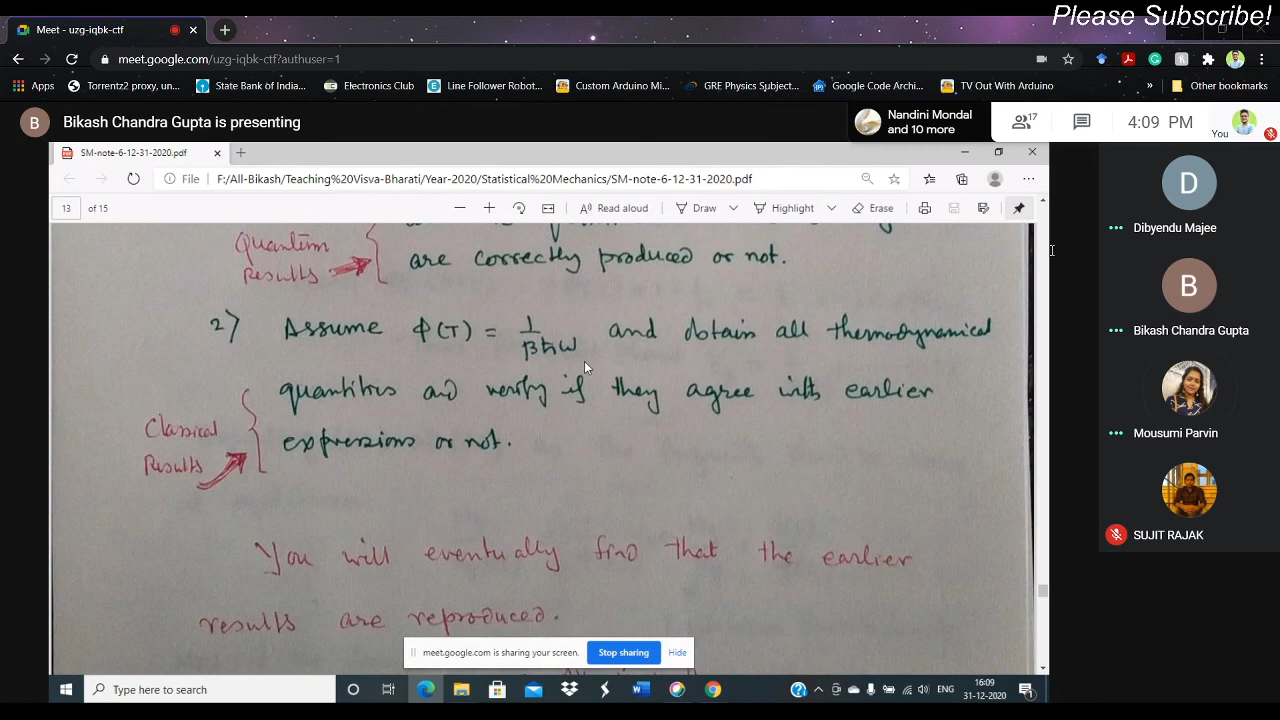 Please Subscribe!
Meet - uzg-iqbk-ctf
meet.google.com/uzg-iqbk-ctf?authuser=1
Apps
Torrentz2 proxy, un...
State Bank of India...
Electronics Club
Line Follower Robot...
Custom Arduino Mi...
GRE Physics Subject...
Google Code Archi...
TV Out With Arduino
»
Other bookmarks
B
Bikash Chandra Gupta is presenting
Nandini Mondal
and 10 more
17
4:09 PM
You
SM-note-6-12-31-2020.pdf
File
F:/All-Bikash/Teaching%20Visva-Bharati/Year-2020/Statistical%20Mechanics/SM-note-6-12-31-2020.pdf
13 of 15
Read aloud
Draw
Highlight
Erase
Quantum
Results
are correctly produced or not.
2) Assume φ(T) = 1/βħω and obtain all thermodynamical
quantities and verify if they agree with earlier
expressions or not.
Classical
Results
You will eventually find that the earlier
results are reproduced.
meet.google.com is sharing your screen.
Stop sharing
Hide
D
Dibyendu Majee
B
Bikash Chandra Gupta
Mousumi Parvin
SUJIT RAJAK
Type here to search
ENG
16:09
31-12-2020